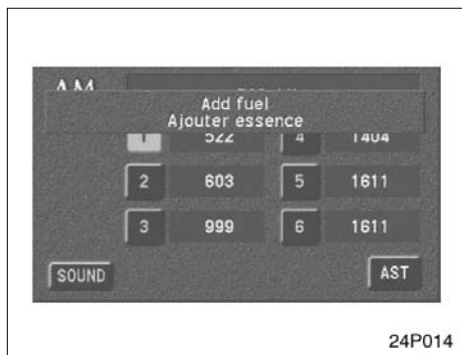 AM
Add fuel
Ajouter essence
1 522 4 1404
2 603 5 1611
3 999 6 1611
SOUND AST
24P014